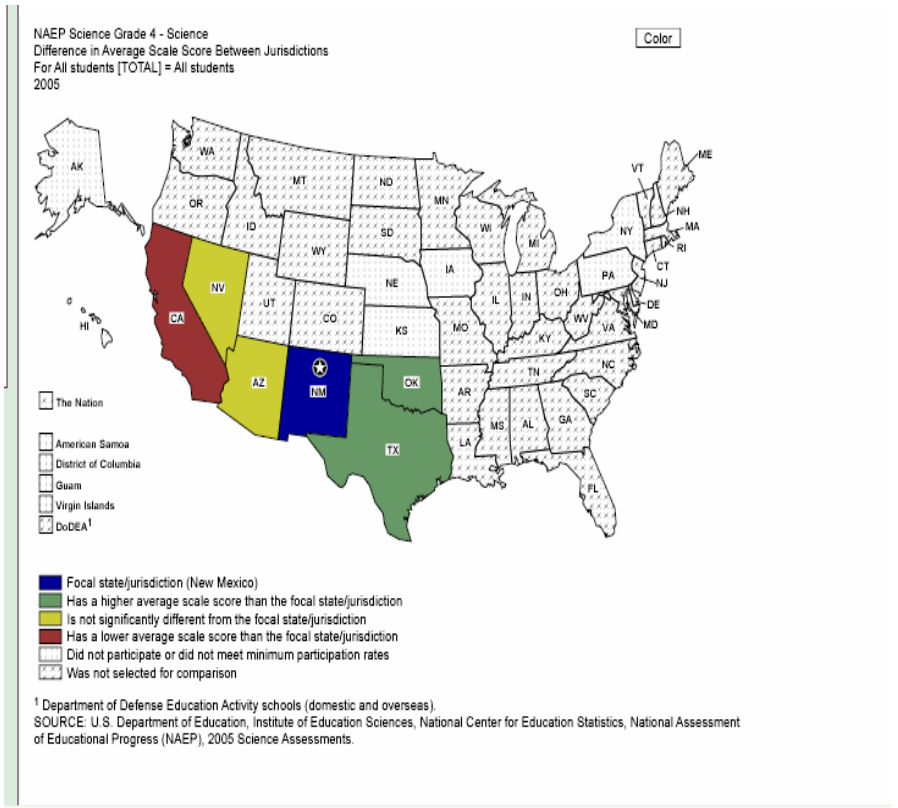 NAEP Science Grade 4 - Science
Difference in Average Scale Score Between Jurisdictions
For All students [TOTAL] = All students
2005
Color
AK
WA
OR
ID
MT
ND
MN
SD
WY
WI
MI
VT
ME
NH
MA
RI
CT
NY
NJ
PA
DE
MD
NV
UT
CO
NE
IA
KS
MO
IL
IN
OH
WV
VA
KY
CA
HI
AZ
NM
OK
TX
AR
LA
TN
NC
SC
MS
AL
GA
FL
The Nation
American Samoa
District of Columbia
Guam
Virgin Islands
DoDEA1
Focal state/jurisdiction (New Mexico)
Has a higher average scale score than the focal state/jurisdiction
Is not significantly different from the focal state/jurisdiction
Has a lower average scale score than the focal state/jurisdiction
Did not participate or did not meet minimum participation rates
Was not selected for comparison
1 Department of Defense Education Activity schools (domestic and overseas).
SOURCE: U.S. Department of Education, Institute of Education Sciences, National Center for Education Statistics, National Assessment
of Educational Progress (NAEP), 2005 Science Assessments.